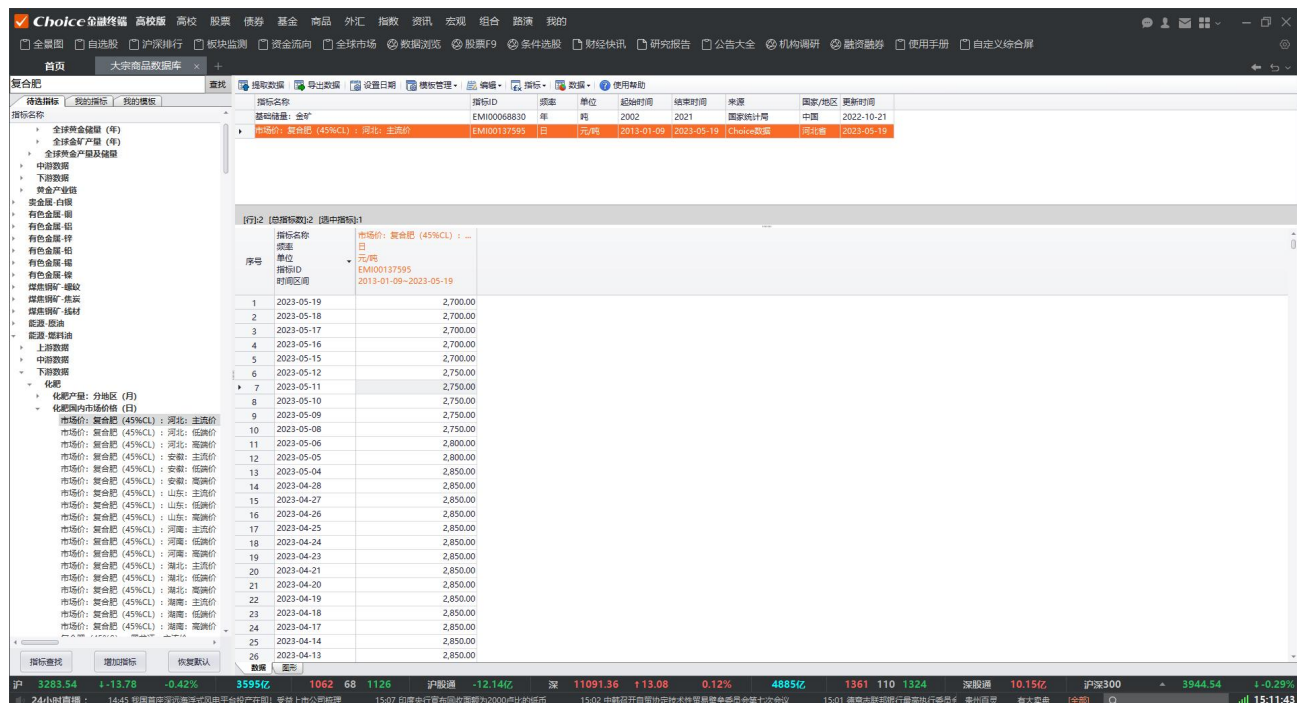 Choice金融终端 高校版 高校 股票 债券 基金 商品 外汇 指数 资讯 宏观 组合 路演 我的
全景图 自选股 沪深排行 板块监测 资金流向 全球市场 数据浏览 股票F9 条件选股 财经快讯 研究报告 公告大全 机构调研 融资融券 使用手册 自定义综合屏
首页 大宗商品数据库 × +
复合肥 查找 提取数据 导出数据 设置日期 模板管理 编辑 指标 数据 使用帮助
待选指标 我的指标 我的模板
指标名称
全球黄金储量（年）
全球金矿产量（年）
全球黄金产量及储量
中游数据
下游数据
黄金产业链
贵金属-白银
有色金属-铜
有色金属-铝
有色金属-锌
有色金属-铅
有色金属-锡
有色金属-镍
煤焦钢矿-螺纹
煤焦钢矿-焦炭
煤焦钢矿-线材
能源-原油
能源-燃料油
上游数据
中游数据
下游数据
化肥
化肥产量：分地区（月）
化肥国内市场价格（日）
市场价：复合肥（45%CL）：河北：主流价
市场价：复合肥（45%CL）：河北：低端价
市场价：复合肥（45%CL）：河北：高端价
市场价：复合肥（45%CL）：安徽：主流价
市场价：复合肥（45%CL）：安徽：低端价
市场价：复合肥（45%CL）：安徽：高端价
市场价：复合肥（45%CL）：山东：主流价
市场价：复合肥（45%CL）：山东：低端价
市场价：复合肥（45%CL）：山东：高端价
市场价：复合肥（45%CL）：河南：主流价
市场价：复合肥（45%CL）：河南：低端价
市场价：复合肥（45%CL）：河南：高端价
市场价：复合肥（45%CL）：湖北：主流价
市场价：复合肥（45%CL）：湖北：低端价
市场价：复合肥（45%CL）：湖北：高端价
市场价：复合肥（45%CL）：湖南：主流价
市场价：复合肥（45%CL）：湖南：低端价
市场价：复合肥（45%CL）：湖南：高端价
指标查找 增加指标 恢复默认
指标名称 指标ID 频率 单位 起始时间 结束时间 来源 国家/地区 更新时间
基础储量：金矿 EMI00068830 年 吨 2002 2021 国家统计局 中国 2022-10-21
市场价：复合肥（45%CL）：河北：主流价 EMI00137595 日 元/吨 2013-01-09 2023-05-19 Choice数据 河北省 2023-05-19
[行]:2 [总指标数]:2 [选中指标]:1
序号
指标名称 市场价：复合肥（45%CL）：...
频率 日
单位 元/吨
指标ID EMI00137595
时间区间 2013-01-09~2023-05-19
1 2023-05-19 2,700.00
2 2023-05-18 2,700.00
3 2023-05-17 2,700.00
4 2023-05-16 2,700.00
5 2023-05-15 2,700.00
6 2023-05-12 2,750.00
7 2023-05-11 2,750.00
8 2023-05-10 2,750.00
9 2023-05-09 2,750.00
10 2023-05-08 2,750.00
11 2023-05-06 2,800.00
12 2023-05-05 2,800.00
13 2023-05-04 2,850.00
14 2023-04-28 2,850.00
15 2023-04-27 2,850.00
16 2023-04-26 2,850.00
17 2023-04-25 2,850.00
18 2023-04-24 2,850.00
19 2023-04-23 2,850.00
20 2023-04-21 2,850.00
21 2023-04-20 2,850.00
22 2023-04-19 2,850.00
23 2023-04-18 2,850.00
24 2023-04-17 2,850.00
25 2023-04-14 2,850.00
26 2023-04-13 2,850.00
数据 图形
沪 3283.54 ↓-13.78 -0.42% 3595亿 1062 68 1126 沪股通 -12.14亿 深 11091.36 ↑13.08 0.12% 4885亿 1361 110 1324 深股通 10.15亿 沪深300 3944.54 ↓-0.29%
24小时直播： 15:11:43